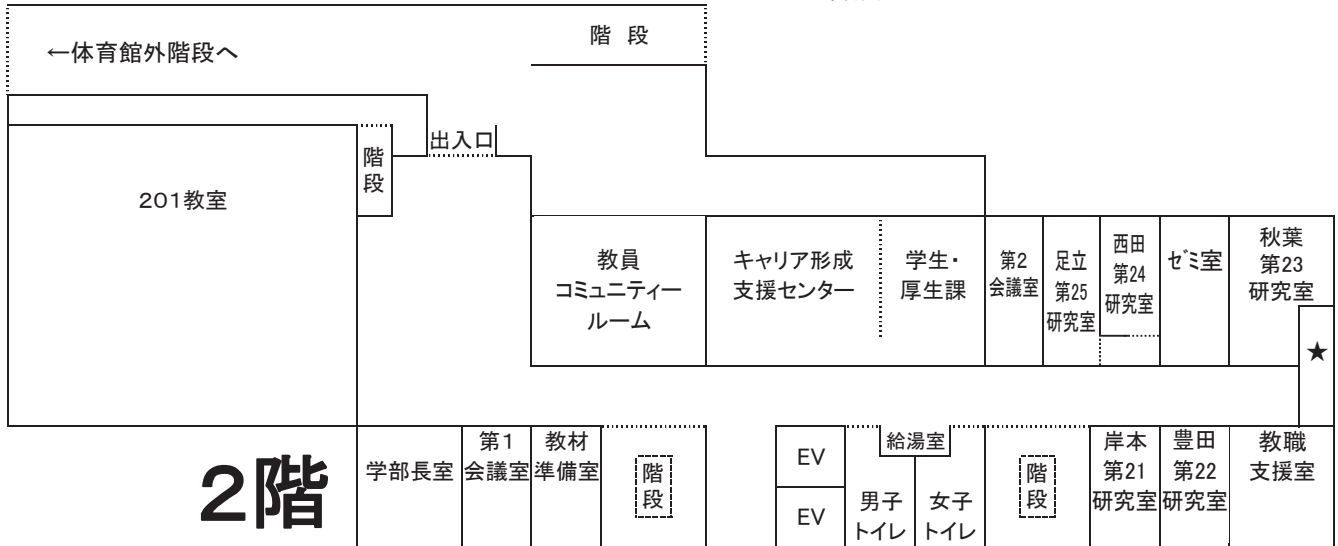 ←体育館外階段へ
階 段
出入口
階
段
201教室
教員
コミュニティー
ルーム
キャリア形成
支援センター
学生・
厚生課
第2
会議室
足立
第25
研究室
西田
第24
研究室
ゼミ室
秋葉
第23
研究室
★
2階
学部長室
第1
会議室
教材
準備室
階
段
EV
EV
給湯室
男子
トイレ
女子
トイレ
階
段
岸本
第21
研究室
豊田
第22
研究室
教職
支援室